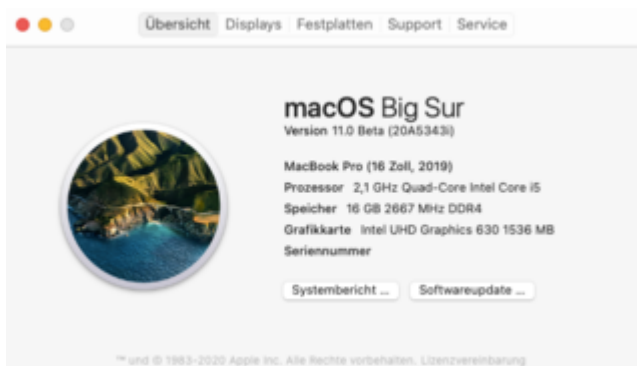 Übersicht Displays Festplatten Support Service
macOS Big Sur
Version 11.0 Beta (20A5343i)
MacBook Pro (16 Zoll, 2019)
Prozessor 2,1 GHz Quad-Core Intel Core i5
Speicher 16 GB 2667 MHz DDR4
Grafikkarte Intel UHD Graphics 630 1536 MB
Seriennummer
Systembericht ... Softwareupdate ...
™ und © 1983-2020 Apple Inc. Alle Rechte vorbehalten. Lizenzvereinbarung